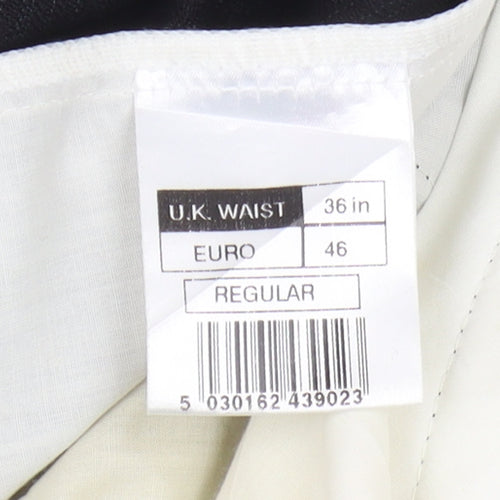 U.K. WAIST 36 in
EURO 46
REGULAR
5 030162 439023